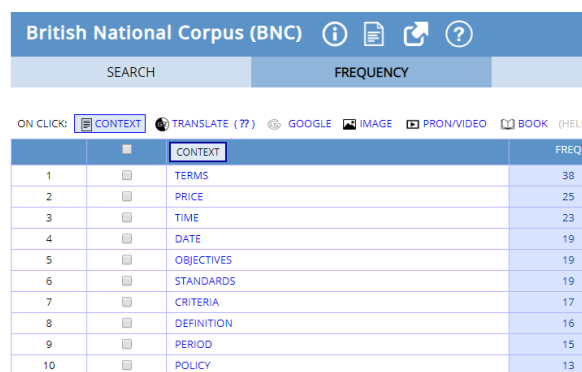 British National Corpus (BNC)
SEARCH FREQUENCY
ON CLICK: CONTEXT TRANSLATE (??) GOOGLE IMAGE PRON/VIDEO BOOK (HEL
CONTEXT FREQ
1 TERMS 38
2 PRICE 25
3 TIME 23
4 DATE 19
5 OBJECTIVES 19
6 STANDARDS 19
7 CRITERIA 17
8 DEFINITION 16
9 PERIOD 15
10 POLICY 13